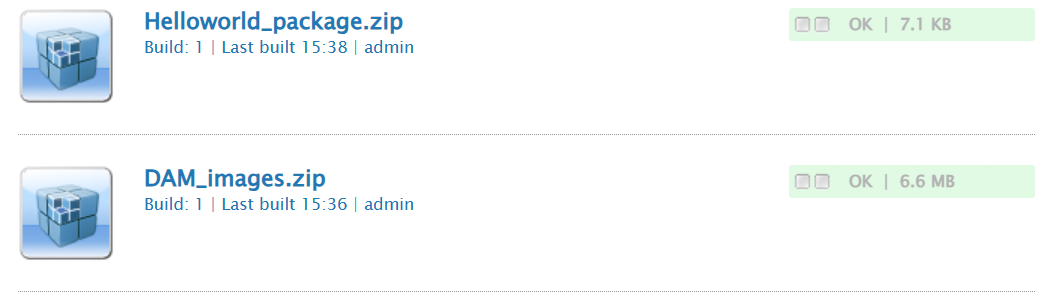 Helloworld_package.zip
OK | 7.1 KB
Build: 1 | Last built 15:38 | admin
DAM_images.zip
OK | 6.6 MB
Build: 1 | Last built 15:36 | admin